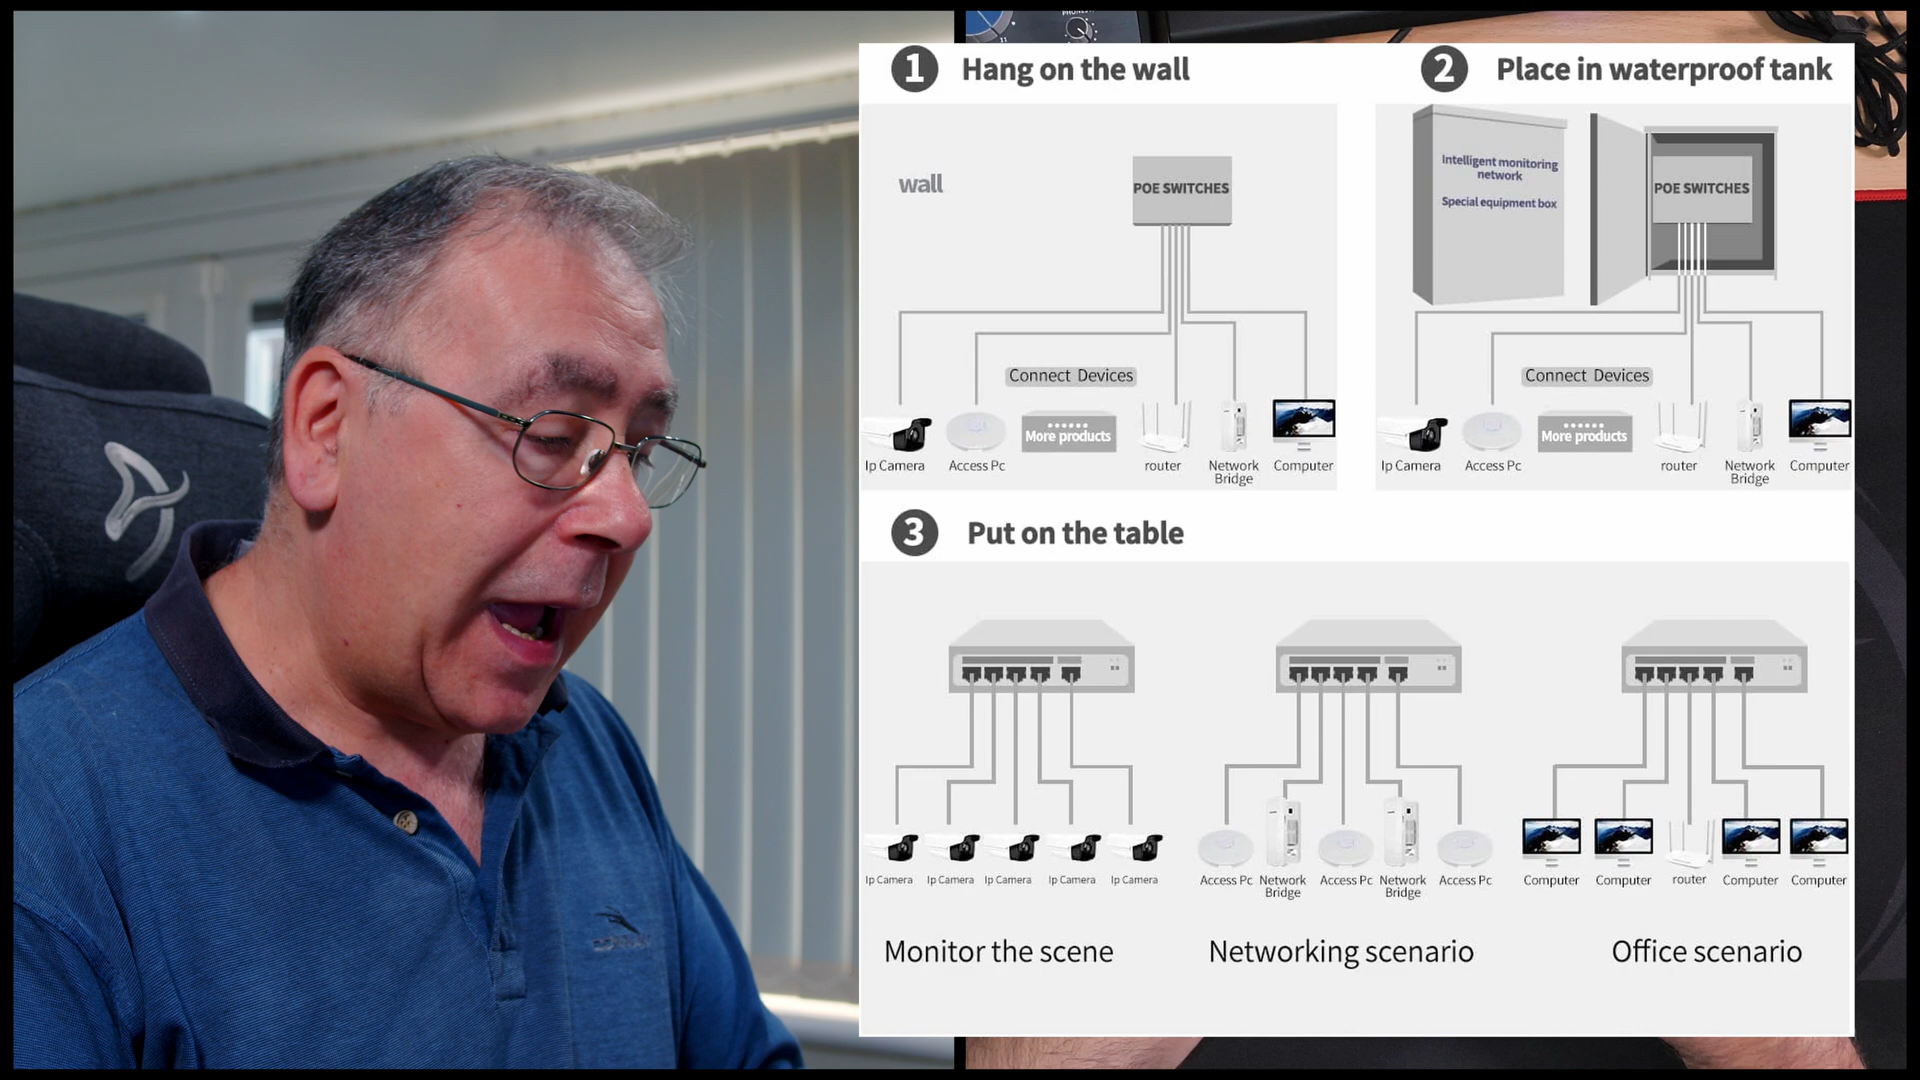 1 Hang on the wall
wall
POE SWITCHES
Connect Devices
More products
Ip Camera
Access Pc
router
Network
Bridge
Computer
2 Place in waterproof tank
Intelligent monitoring
network
Special equipment box
POE SWITCHES
Connect Devices
More products
Ip Camera
Access Pc
router
Network
Bridge
Computer
3 Put on the table
Ip Camera
Ip Camera
Ip Camera
Ip Camera
Ip Camera
Monitor the scene
Access Pc
Network
Bridge
Access Pc
Network
Bridge
Access Pc
Networking scenario
Computer
Computer
router
Computer
Computer
Office scenario